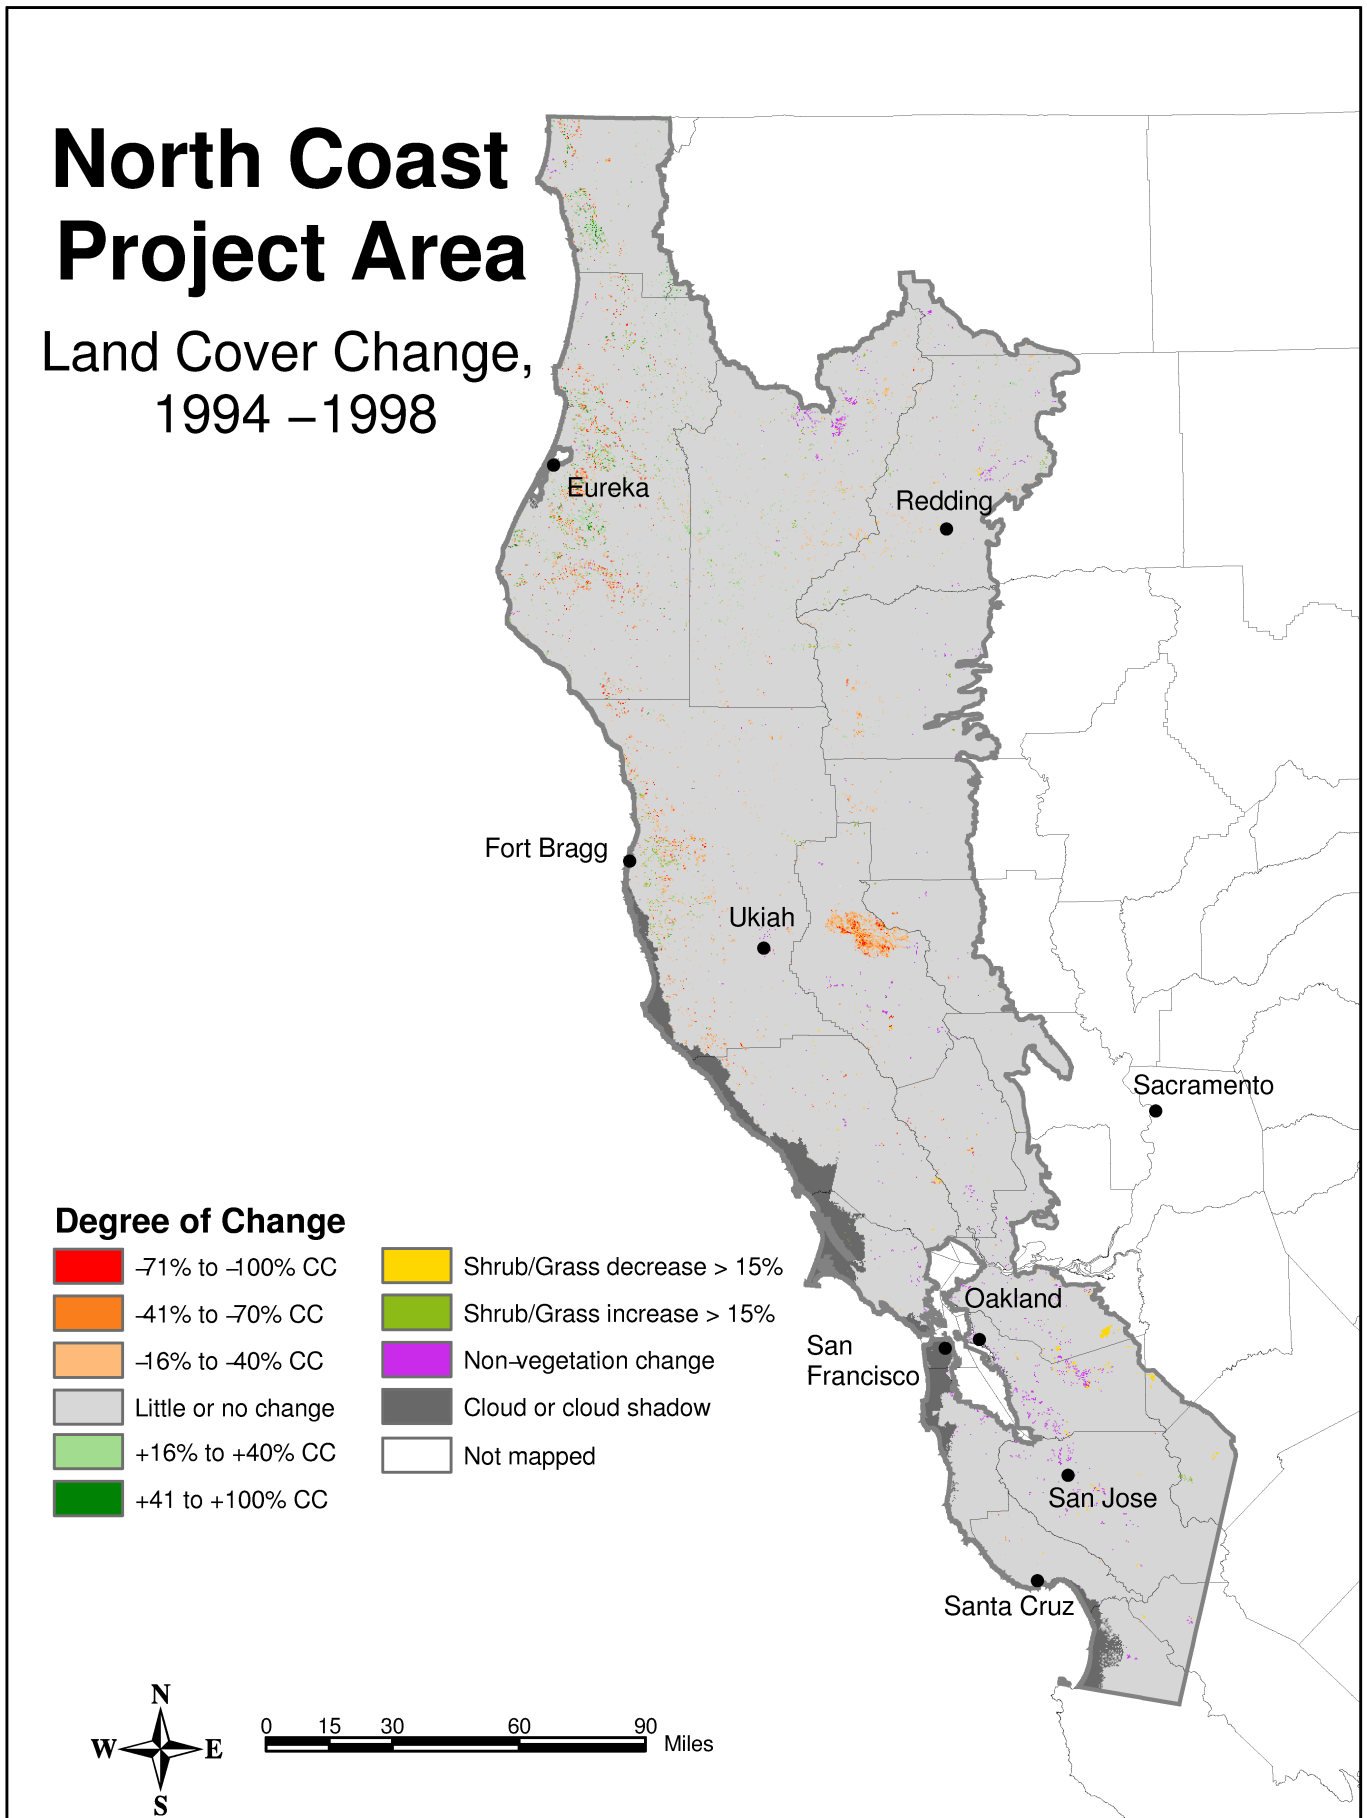 North Coast
Project Area
Land Cover Change,
1994 –1998
Eureka
Redding
Fort Bragg
Ukiah
Sacramento
Oakland
San
Francisco
San Jose
Santa Cruz
Degree of Change
–71% to –100% CC
–41% to –70% CC
–16% to –40% CC
Little or no change
+16% to +40% CC
+41 to +100% CC
Shrub/Grass decrease > 15%
Shrub/Grass increase > 15%
Non–vegetation change
Cloud or cloud shadow
Not mapped
N
W E
S
0 15 30 60 90
Miles